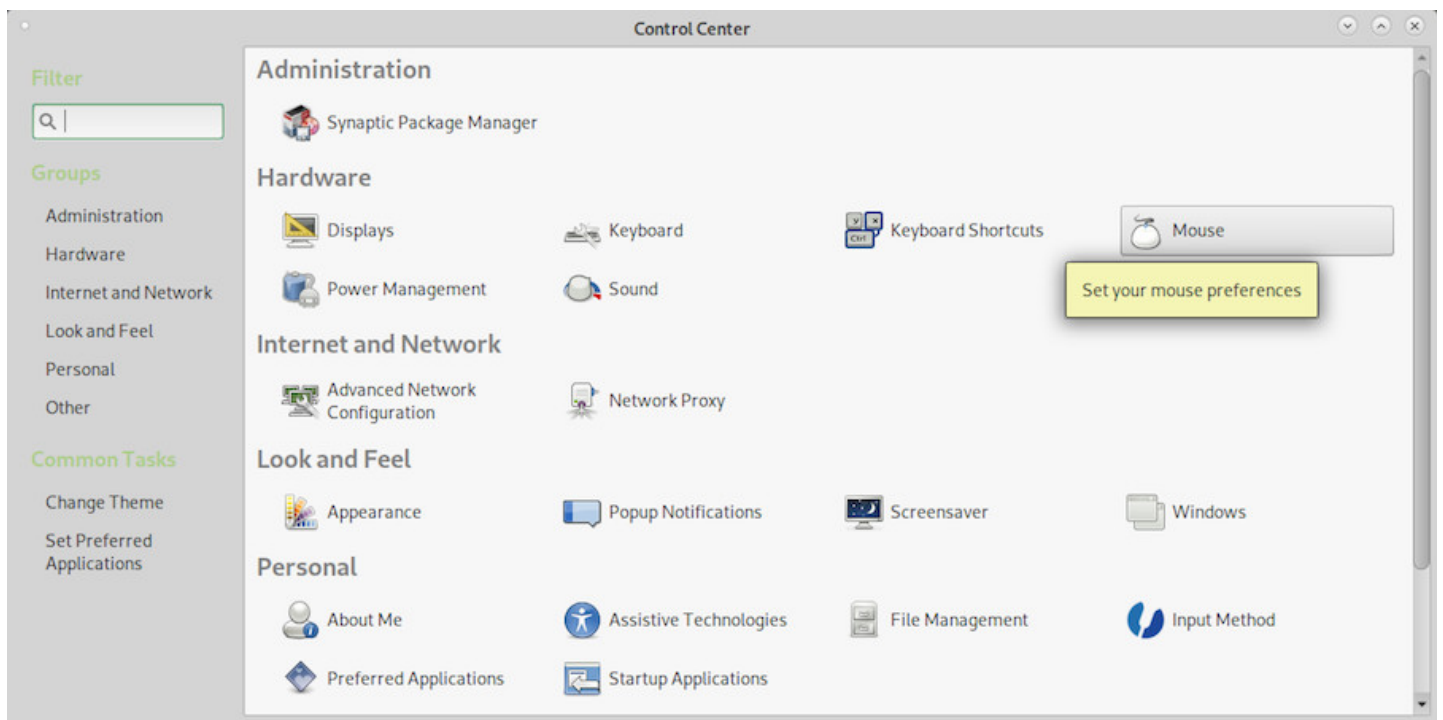 Control Center
Filter
Groups
Administration
Hardware
Internet and Network
Look and Feel
Personal
Other
Common Tasks
Change Theme
Set Preferred
Applications
Administration
Synaptic Package Manager
Hardware
Displays
Keyboard
Y X
Ctrl
Keyboard Shortcuts
Mouse
Power Management
Sound
Set your mouse preferences
Internet and Network
Advanced Network
Configuration
Network Proxy
Look and Feel
Appearance
Popup Notifications
Screensaver
Windows
Personal
About Me
Assistive Technologies
File Management
Input Method
Preferred Applications
Startup Applications